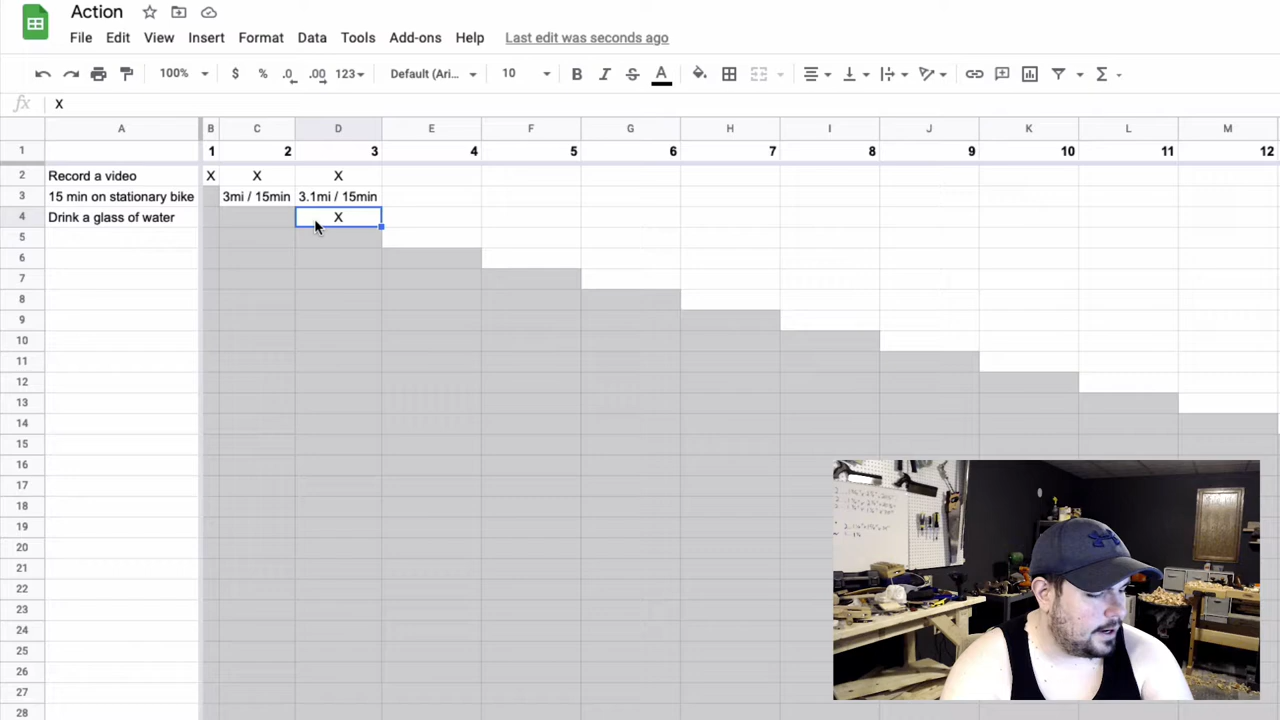 Action
File Edit View Insert Format Data Tools Add-ons Help Last edit was seconds ago
100% $ % .0 .00 123 Default (Ari... 10 B I S A Σ
fx X
A B C D E F G H I J K L M
1 1 2 3 4 5 6 7 8 9 10 11 12
2 Record a video X X X
3 15 min on stationary bike 3mi / 15min 3.1mi / 15min
4 Drink a glass of water X
5
6
7
8
9
10
11
12
13
14
15
16
17
18
19
20
21
22
23
24
25
26
27
28